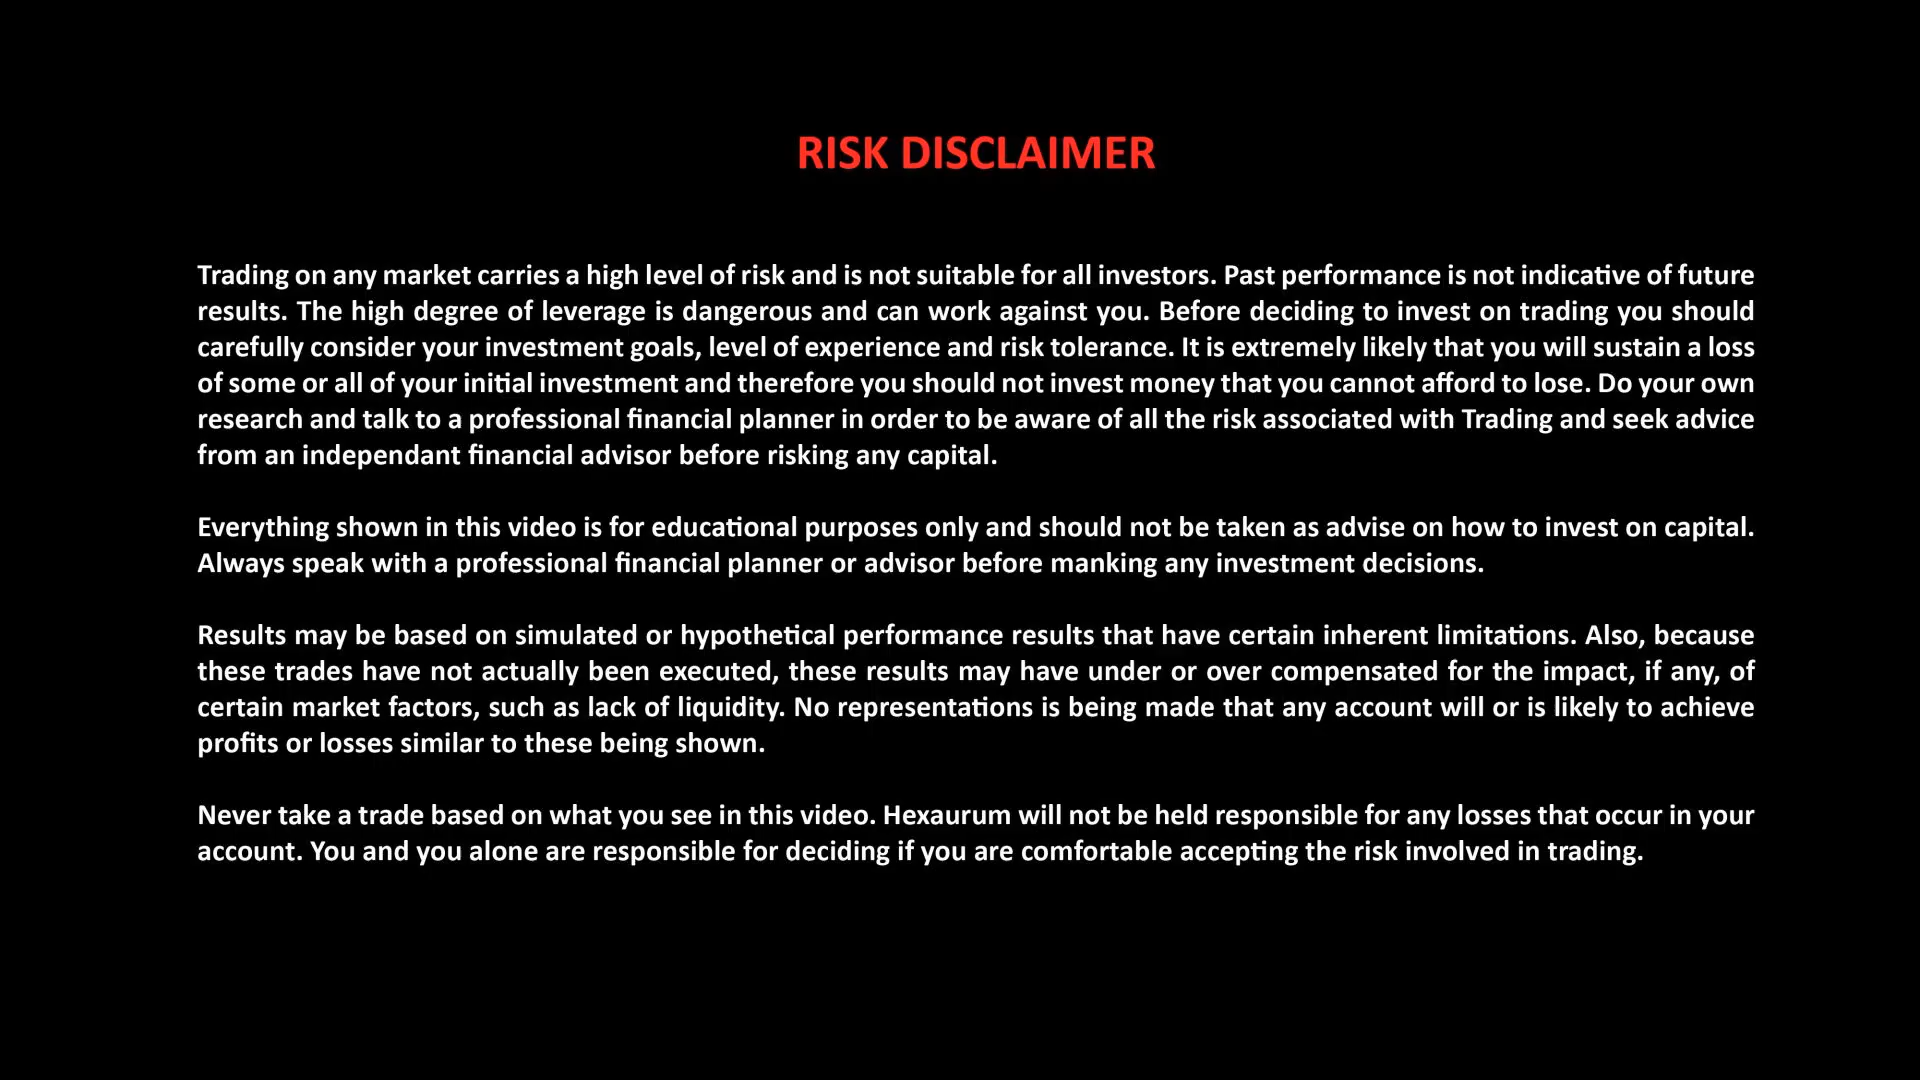 RISK DISCLAIMER
Trading on any market carries a high level of risk and is not suitable for all investors. Past performance is not indicative of future
results. The high degree of leverage is dangerous and can work against you. Before deciding to invest on trading you should
carefully consider your investment goals, level of experience and risk tolerance. It is extremely likely that you will sustain a loss
of some or all of your initial investment and therefore you should not invest money that you cannot afford to lose. Do your own
research and talk to a professional financial planner in order to be aware of all the risk associated with Trading and seek advice
from an independant financial advisor before risking any capital.
Everything shown in this video is for educational purposes only and should not be taken as advise on how to invest on capital.
Always speak with a professional financial planner or advisor before manking any investment decisions.
Results may be based on simulated or hypothetical performance results that have certain inherent limitations. Also, because
these trades have not actually been executed, these results may have under or over compensated for the impact, if any, of
certain market factors, such as lack of liquidity. No representations is being made that any account will or is likely to achieve
profits or losses similar to these being shown.
Never take a trade based on what you see in this video. Hexaurum will not be held responsible for any losses that occur in your
account. You and you alone are responsible for deciding if you are comfortable accepting the risk involved in trading.